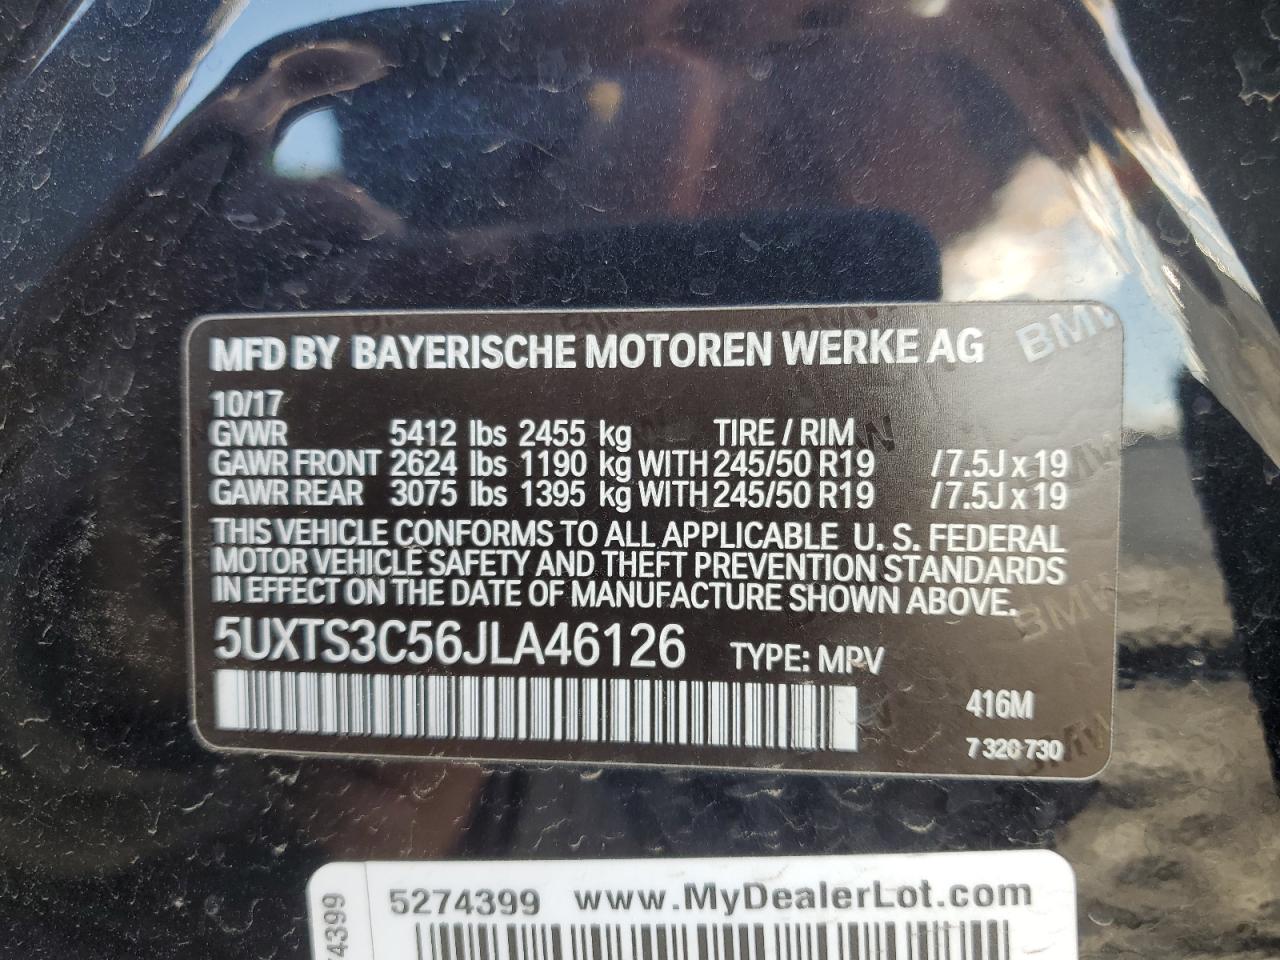 MFD BY BAYERISCHE MOTOREN WERKE AG
BMW
10/17
GVWR 5412 lbs 2455 kg TIRE / RIM
GAWR FRONT 2624 lbs 1190 kg WITH 245/50 R19 / 7.5J x 19
GAWR REAR 3075 lbs 1395 kg WITH 245/50 R19 / 7.5J x 19
THIS VEHICLE CONFORMS TO ALL APPLICABLE U. S. FEDERAL
MOTOR VEHICLE SAFETY AND THEFT PREVENTION STANDARDS
IN EFFECT ON THE DATE OF MANUFACTURE SHOWN ABOVE.
5UXTS3C56JLA46126 TYPE: MPV
416M
7 320 730
5274399 www.MyDealerLot.com
74399